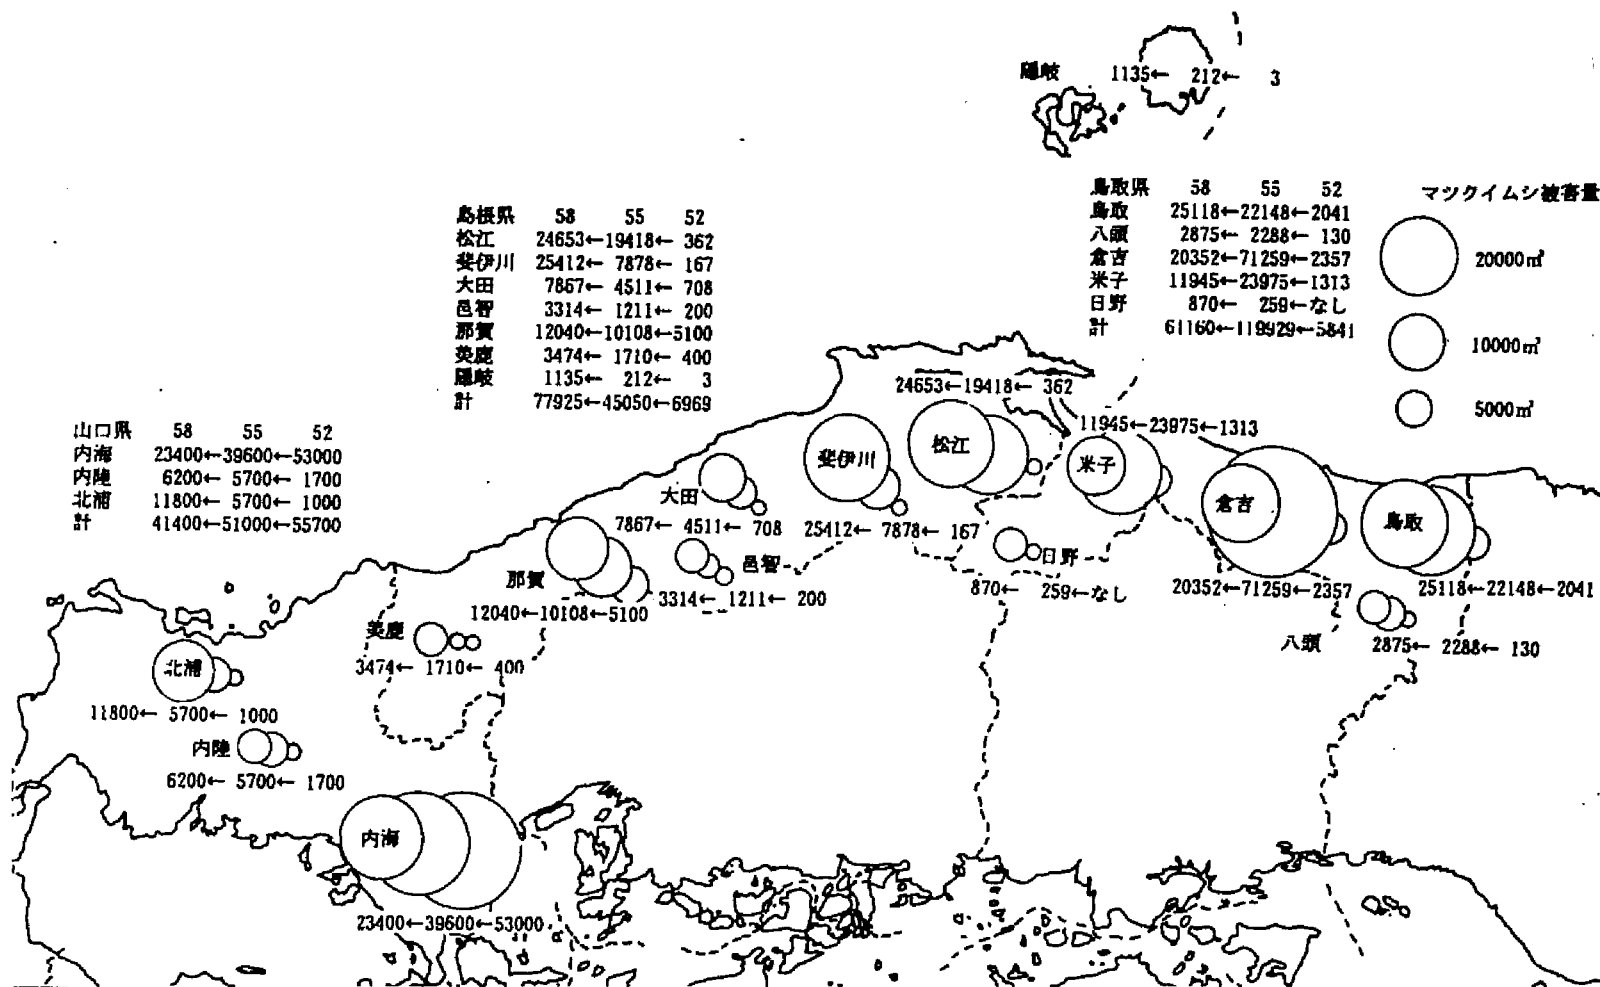 隠岐 1135← 212← 3
鳥取県 58 55 52
鳥取 25118←22148←2041
八頭 2875← 2288← 130
倉吉 20352←71259←2357
米子 11945←23975←1313
日野 870← 259←なし
計 61160←119929←5841
マツクイムシ被害量
20000㎥
10000㎥
5000㎥
島根県 58 55 52
松江 24653←19418← 362
斐伊川 25412← 7878← 167
大田 7867← 4511← 708
邑智 3314← 1211← 200
那賀 12040←10108←5100
美鹿 3474← 1710← 400
隠岐 1135← 212← 3
計 77925←45050←6969
山口県 58 55 52
内海 23400←39600←53000
内陸 6200← 5700← 1700
北浦 11800← 5700← 1000
計 41400←51000←55700
24653←19418← 362
松江
11945←23975←1313
米子
斐伊川
25412← 7878← 167
大田
7867← 4511← 708
倉吉
20352←71259←2357
鳥取
25118←22148←2041
日野
870← 259←なし
邑智
3314← 1211← 200
那賀
12040←10108←5100
八頭
2875← 2288← 130
美鹿
3474← 1710← 400
北浦
11800← 5700← 1000
内陸
6200← 5700← 1700
内海
23400←39600←53000